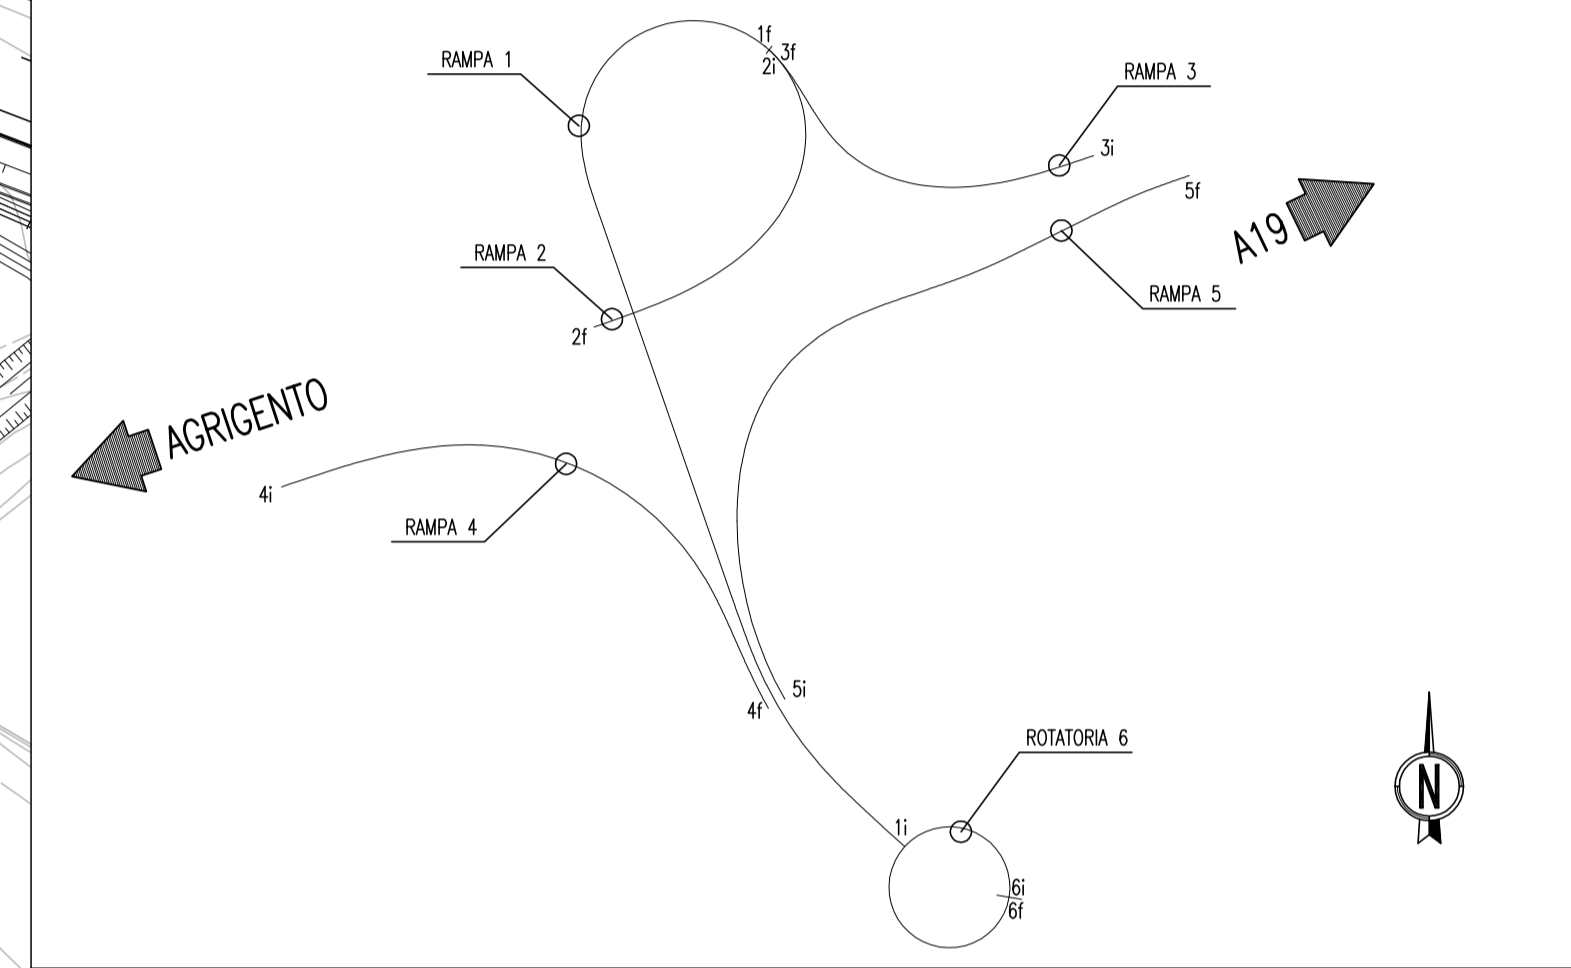 1f
RAMPA 1
3f
2i
RAMPA 3
3i
5f
A19
RAMPA 2
RAMPA 5
2f
AGRIGENTO
4i
RAMPA 4
5i
4f
ROTATORIA 6
N
1i
6i
6f